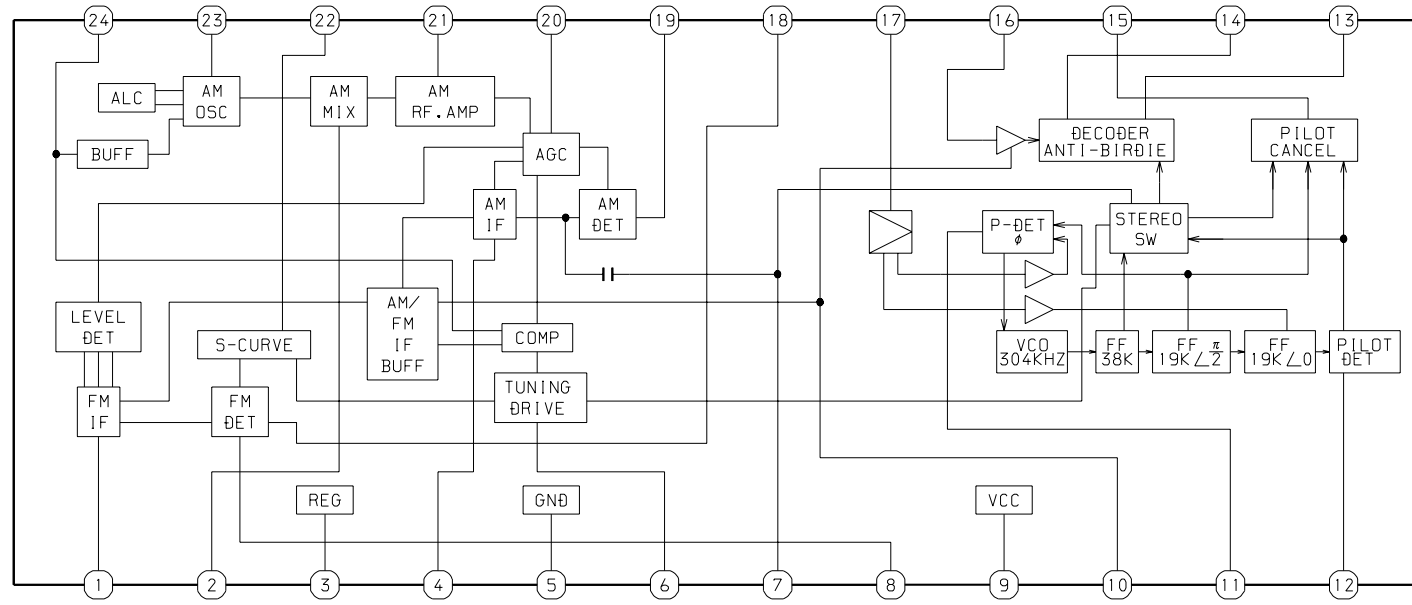 24 23 22 21 20 19 18 17 16 15 14 13
ALC
AM
OSC
AM
MIX
AM
RF.AMP
BUFF
AGC
DECODER
ANTI-BIRDIE
PILOT
CANCEL
AM
IF
AM
DET
P-DET
ø
STEREO
SW
LEVEL
DET
S-CURVE
AM/
FM
IF
BUFF
COMP
VCO
304KHZ
FF
38K
FF
19K∠π/2
FF
19K∠0
PILOT
DET
FM
IF
FM
DET
TUNING
DRIVE
REG
GND
VCC
1 2 3 4 5 6 7 8 9 10 11 12